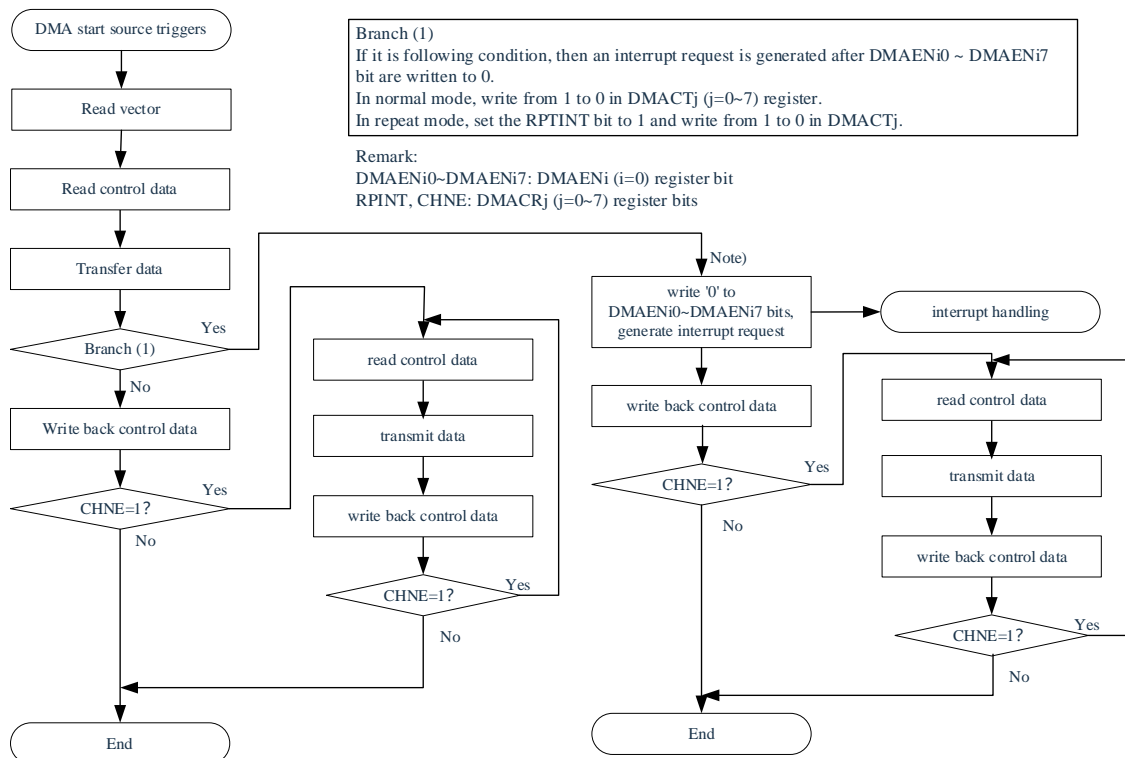 DMA start source triggers
Read vector
Read control data
Transfer data
Yes
Branch (1)
No
Write back control data
Yes
CHNE=1?
No
End
Branch (1)
If it is following condition, then an interrupt request is generated after DMAENi0 ~ DMAENi7
bit are written to 0.
In normal mode, write from 1 to 0 in DMACTj (j=0~7) register.
In repeat mode, set the RPTINT bit to 1 and write from 1 to 0 in DMACTj.
Remark:
DMAENi0~DMAENi7: DMAENi (i=0) register bit
RPINT, CHNE: DMACRj (j=0~7) register bits
read control data
transmit data
write back control data
Yes
CHNE=1?
No
Note)
write '0' to
DMAENi0~DMAENi7 bits,
generate interrupt request
interrupt handling
write back control data
Yes
CHNE=1?
No
End
read control data
transmit data
write back control data
Yes
CHNE=1?
No